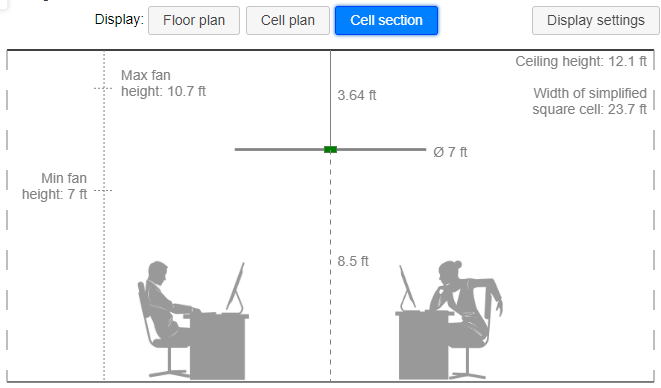 Display: Floor plan Cell plan Cell section Display settings
Ceiling height: 12.1 ft
Max fan
height: 10.7 ft
3.64 ft
Width of simplified
square cell: 23.7 ft
Ø 7 ft
Min fan
height: 7 ft
8.5 ft